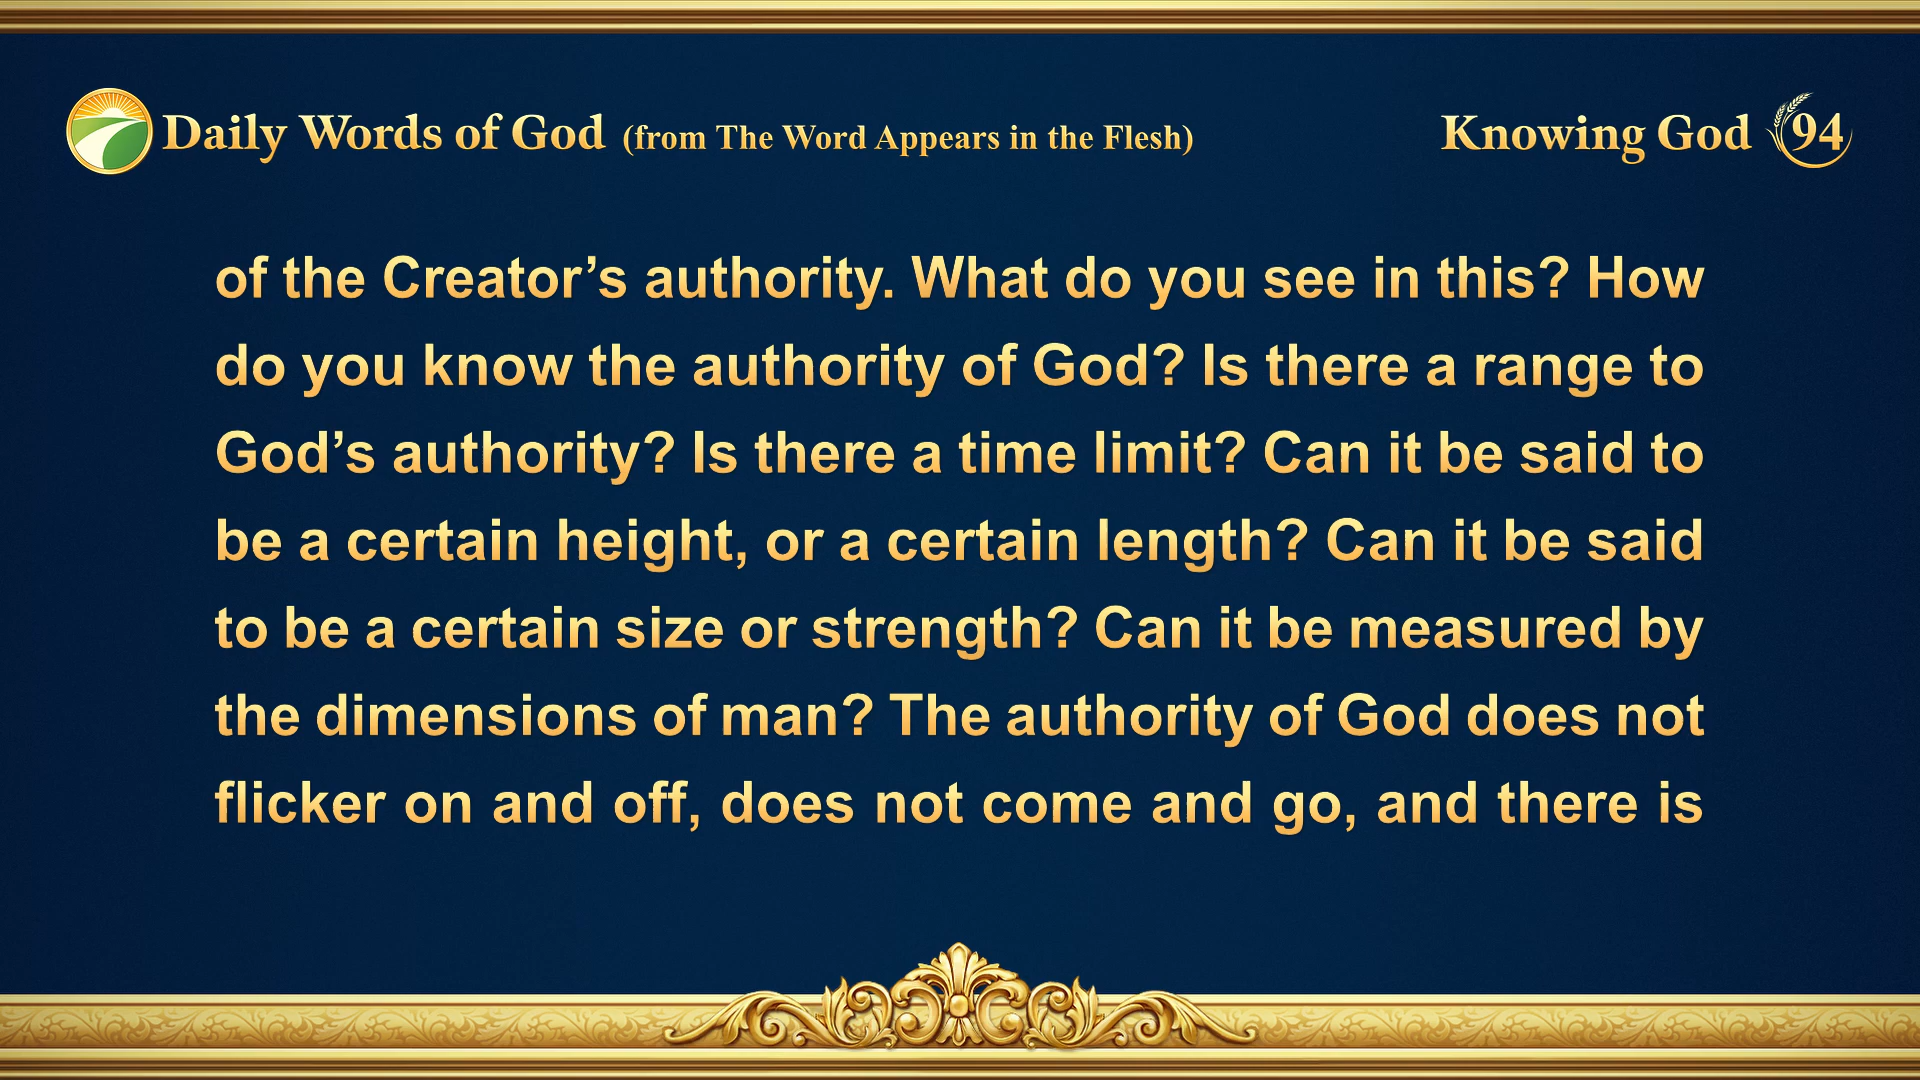 Daily Words of God (from The Word Appears in the Flesh)
Knowing God 94
of the Creator’s authority. What do you see in this? How
do you know the authority of God? Is there a range to
God’s authority? Is there a time limit? Can it be said to
be a certain height, or a certain length? Can it be said
to be a certain size or strength? Can it be measured by
the dimensions of man? The authority of God does not
flicker on and off, does not come and go, and there is